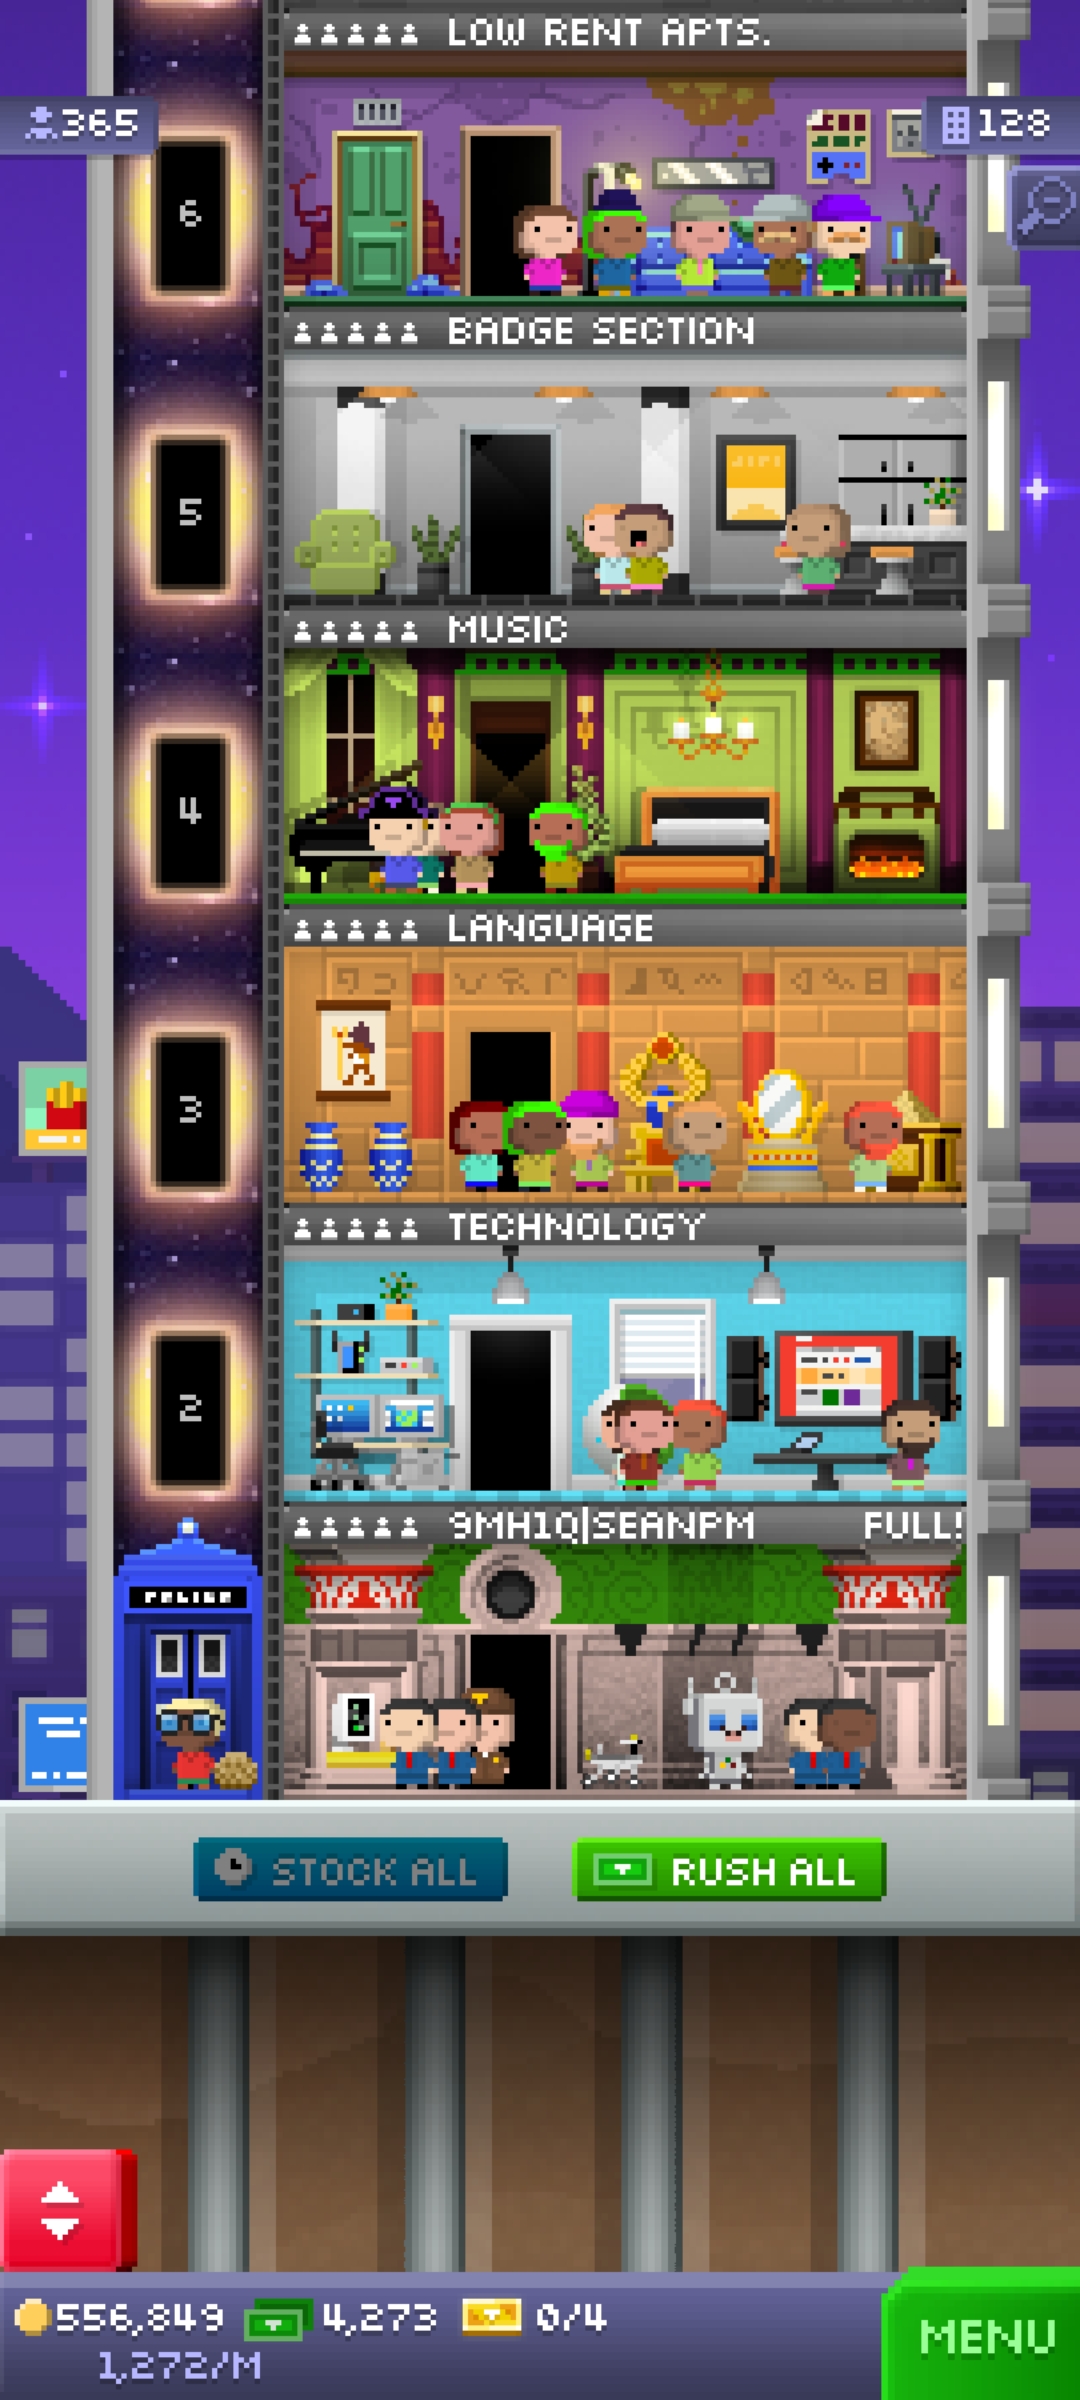 LOW RENT APTS.
365
128
6
BADGE SECTION
5
MUSIC
4
LANGUAGE
3
TECHNOLOGY
2
9MH1Q|SEANPM FULL!
POLICE
STOCK ALL
RUSH ALL
556,849 4,273 0/4
1,272/M
MENU